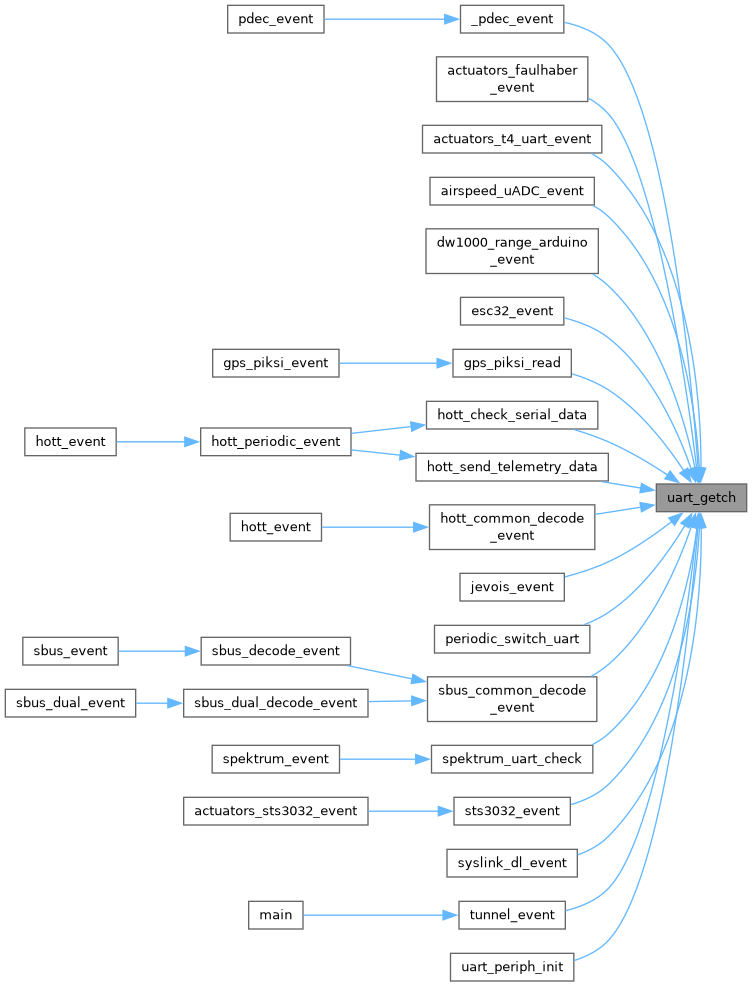 pdec_event
_pdec_event
actuators_faulhaber
_event
actuators_t4_uart_event
airspeed_uADC_event
dw1000_range_arduino
_event
esc32_event
gps_piksi_event
gps_piksi_read
hott_check_serial_data
hott_event
hott_periodic_event
hott_send_telemetry_data
uart_getch
hott_event
hott_common_decode
_event
jevois_event
periodic_switch_uart
sbus_event
sbus_decode_event
sbus_common_decode
_event
sbus_dual_event
sbus_dual_decode_event
spektrum_event
spektrum_uart_check
actuators_sts3032_event
sts3032_event
syslink_dl_event
main
tunnel_event
uart_periph_init